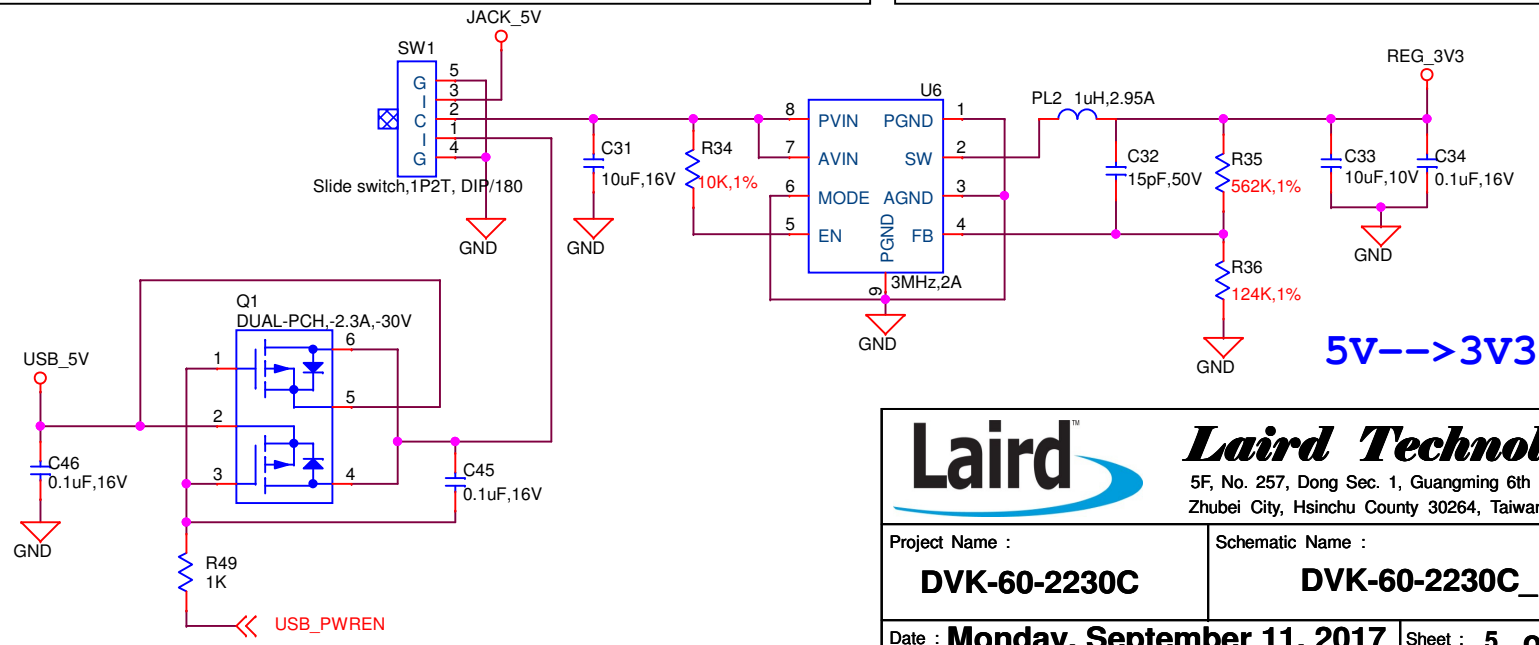 JACK_5V
SW1
G
I
C
I
G
5
3
2
1
4
Slide switch,1P2T, DIP/180
GND
C31
10uF,16V
GND
R34
10K,1%
U6
8 PVIN PGND 1
7 AVIN SW 2
6 MODE AGND 3
5 EN FB 4
PGND
9
3MHz,2A
GND
PL2 1uH,2.95A
C32
15pF,50V
R35
562K,1%
R36
124K,1%
GND
REG_3V3
C33
10uF,10V
C34
0.1uF,16V
GND
5V-->3V3
Q1
DUAL-PCH,-2.3A,-30V
1
2
3
6
5
4
USB_5V
C46
0.1uF,16V
GND
C45
0.1uF,16V
R49
1K
USB_PWREN
Laird™
Laird Technol
5F, No. 257, Dong Sec. 1, Guangming 6th
Zhubei City, Hsinchu County 30264, Taiwan
Project Name :
DVK-60-2230C
Schematic Name :
DVK-60-2230C_
Date : Monday, September 11, 2017
Sheet : 5 o